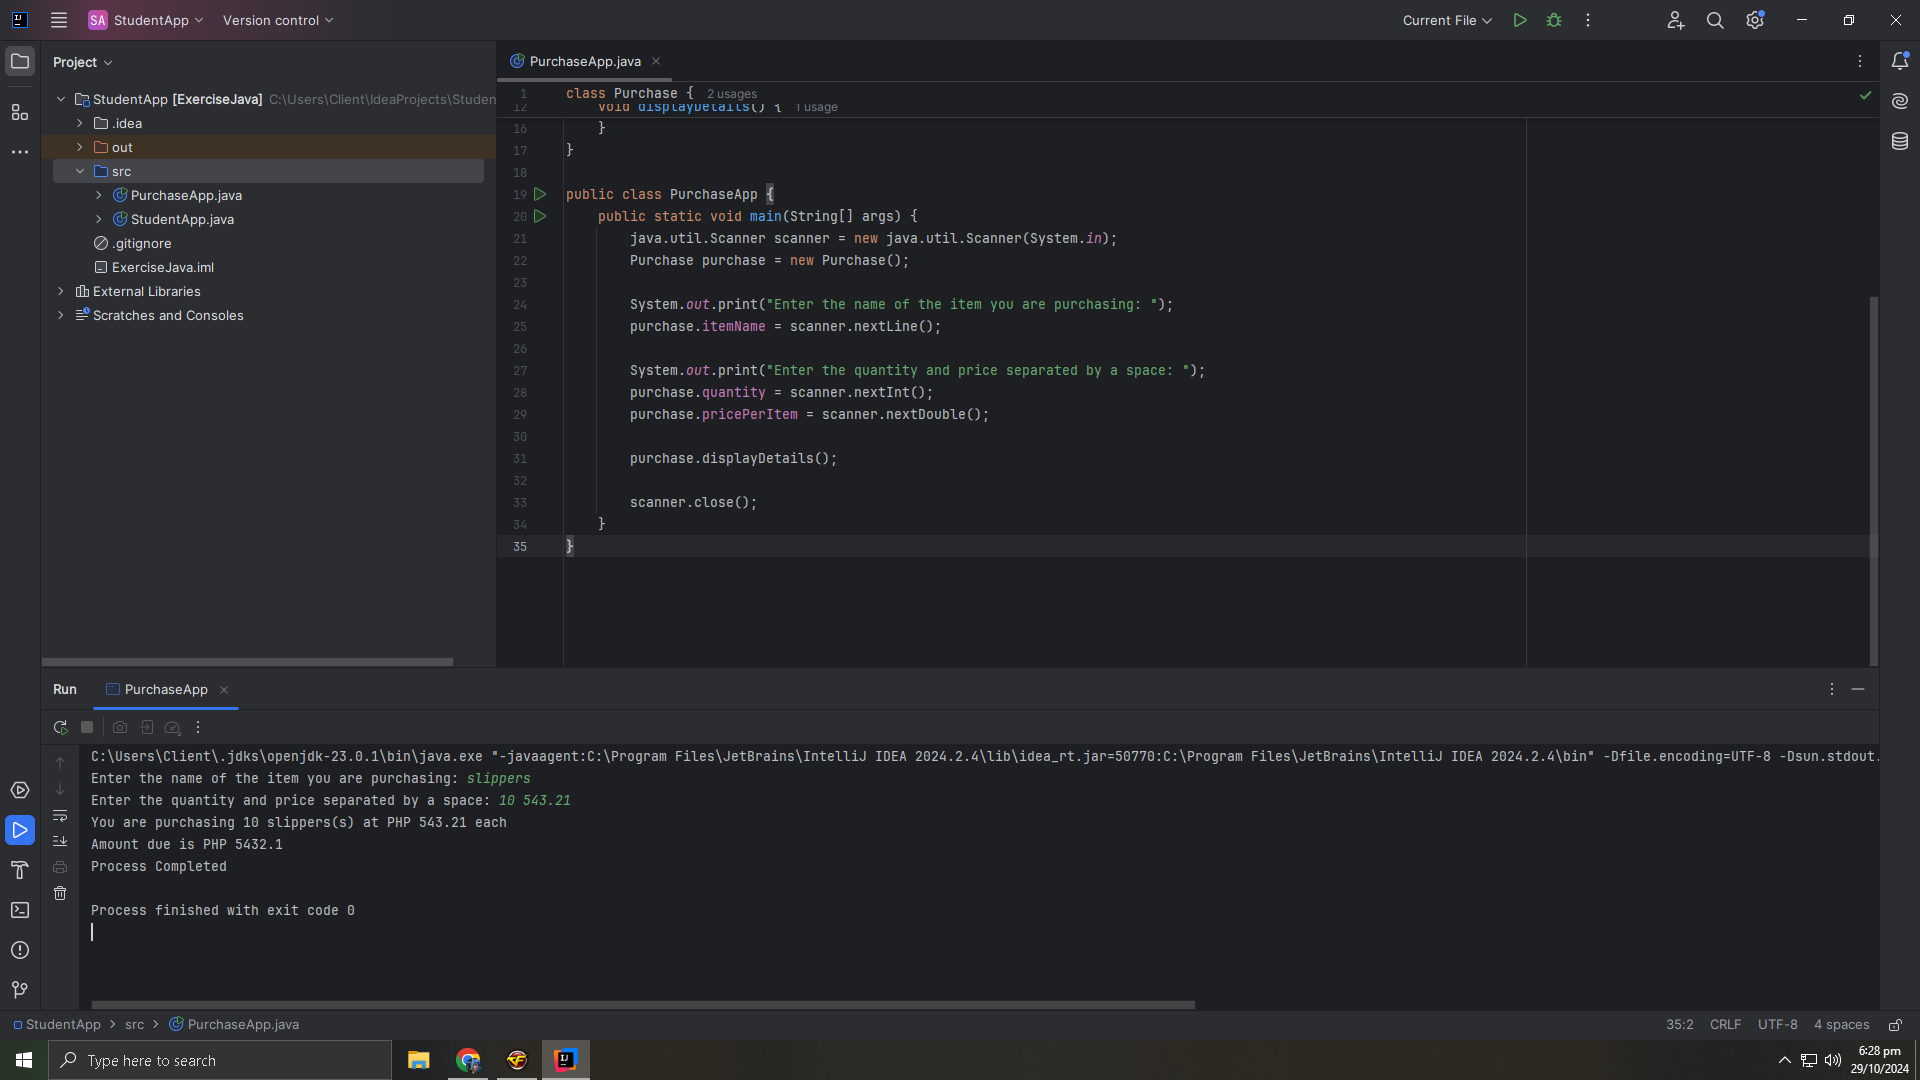 SA StudentApp Version control Current File
Project
PurchaseApp.java
StudentApp [ExerciseJava] C:\Users\Client\IdeaProjects\Studen
.idea
out
src
PurchaseApp.java
StudentApp.java
.gitignore
ExerciseJava.iml
External Libraries
Scratches and Consoles
1 class Purchase { 2 usages
12 void displayDetails() { 1 usage
16 }
17 }
18
19 public class PurchaseApp {
20 public static void main(String[] args) {
21 java.util.Scanner scanner = new java.util.Scanner(System.in);
22 Purchase purchase = new Purchase();
23
24 System.out.print("Enter the name of the item you are purchasing: ");
25 purchase.itemName = scanner.nextLine();
26
27 System.out.print("Enter the quantity and price separated by a space: ");
28 purchase.quantity = scanner.nextInt();
29 purchase.pricePerItem = scanner.nextDouble();
30
31 purchase.displayDetails();
32
33 scanner.close();
34 }
35 }
Run PurchaseApp
C:\Users\Client\.jdks\openjdk-23.0.1\bin\java.exe "-javaagent:C:\Program Files\JetBrains\IntelliJ IDEA 2024.2.4\lib\idea_rt.jar=50770:C:\Program Files\JetBrains\IntelliJ IDEA 2024.2.4\bin" -Dfile.encoding=UTF-8 -Dsun.stdout.
Enter the name of the item you are purchasing: slippers
Enter the quantity and price separated by a space: 10 543.21
You are purchasing 10 slippers(s) at PHP 543.21 each
Amount due is PHP 5432.1
Process Completed
Process finished with exit code 0
StudentApp > src > PurchaseApp.java 35:2 CRLF UTF-8 4 spaces
Type here to search
6:28 pm
29/10/2024